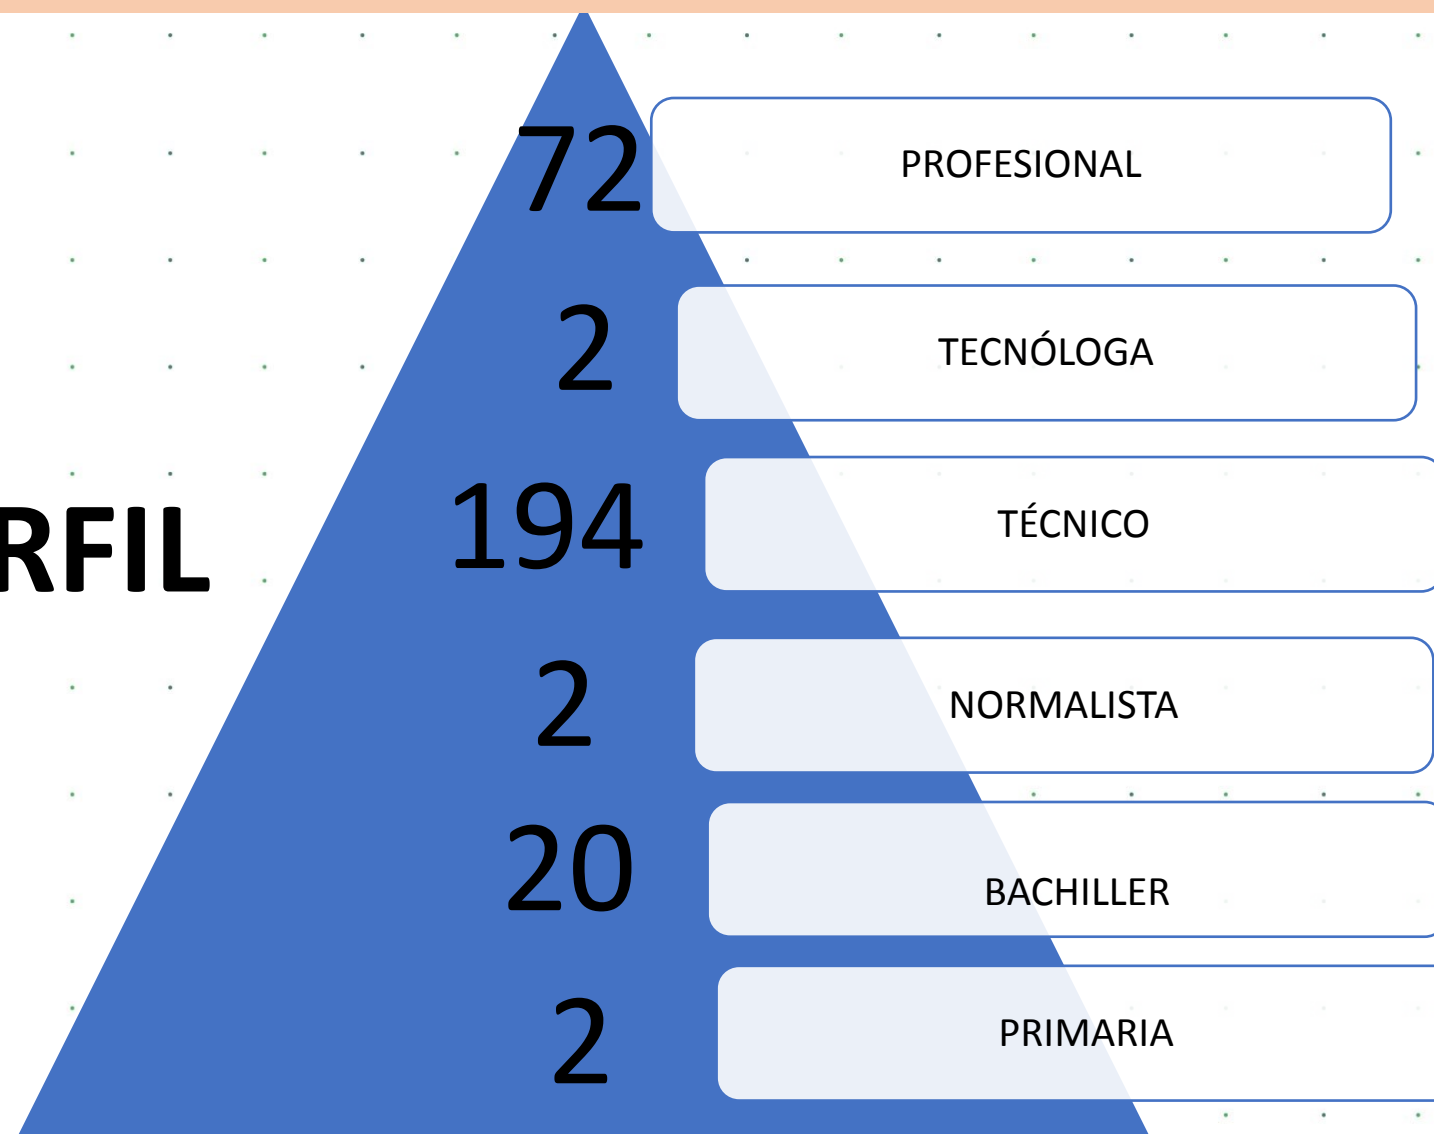 72
PROFESIONAL
2
TECNÓLOGA
194
TÉCNICO
RFIL
2
NORMALISTA
20
BACHILLER
2
PRIMARIA